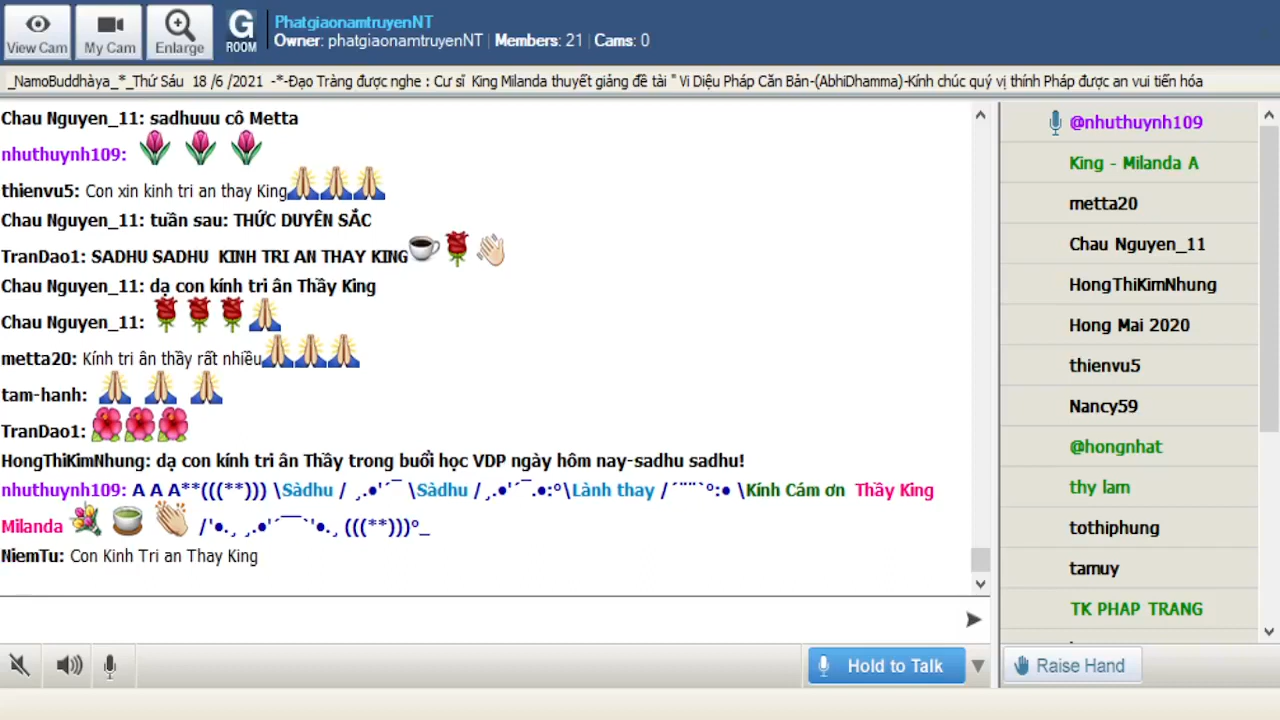 View Cam
My Cam
Enlarge
G
ROOM
PhatgiaonamtruyenNT
Owner: phatgiaonamtruyenNT | Members: 21 | Cams: 0
_NamoBuddhàya_*_Thứ Sáu 18 /6 /2021 -*-Đạo Tràng được nghe : Cư sĩ King Milanda thuyết giảng đề tài " Vi Diệu Pháp Căn Bản-(AbhiDhamma)-Kính chúc quý vị thính Pháp được an vui tiến hóa
Chau Nguyen_11: sadhuuu cô Metta
nhuthuynh109:
thienvu5: Con xin kinh tri an thay King
Chau Nguyen_11: tuần sau: THỨC DUYÊN SẮC
TranDao1: SADHU SADHU KINH TRI AN THAY KING
Chau Nguyen_11: dạ con kính tri ân Thầy King
Chau Nguyen_11:
metta20: Kính tri ân thầy rất nhiều
tam-hanh:
TranDao1:
HongThiKimNhung: dạ con kính tri ân Thầy trong buổi học VDP ngày hôm nay-sadhu sadhu!
nhuthuynh109: A A A**(((**))) \Sàdhu / ¸.●'´¯ \Sàdhu /¸.●'´¯.●:°\Lành thay /´¨¨`°:● \Kính Cám ơn Thầy King
Milanda /'●.¸ ¸.●'´¯¯`'●.¸ (((**)))°_
NiemTu: Con Kinh Tri an Thay King
@nhuthuynh109
King - Milanda A
metta20
Chau Nguyen_11
HongThiKimNhung
Hong Mai 2020
thienvu5
Nancy59
@hongnhat
thy lam
tothiphung
tamuy
TK PHAP TRANG
Hold to Talk
Raise Hand